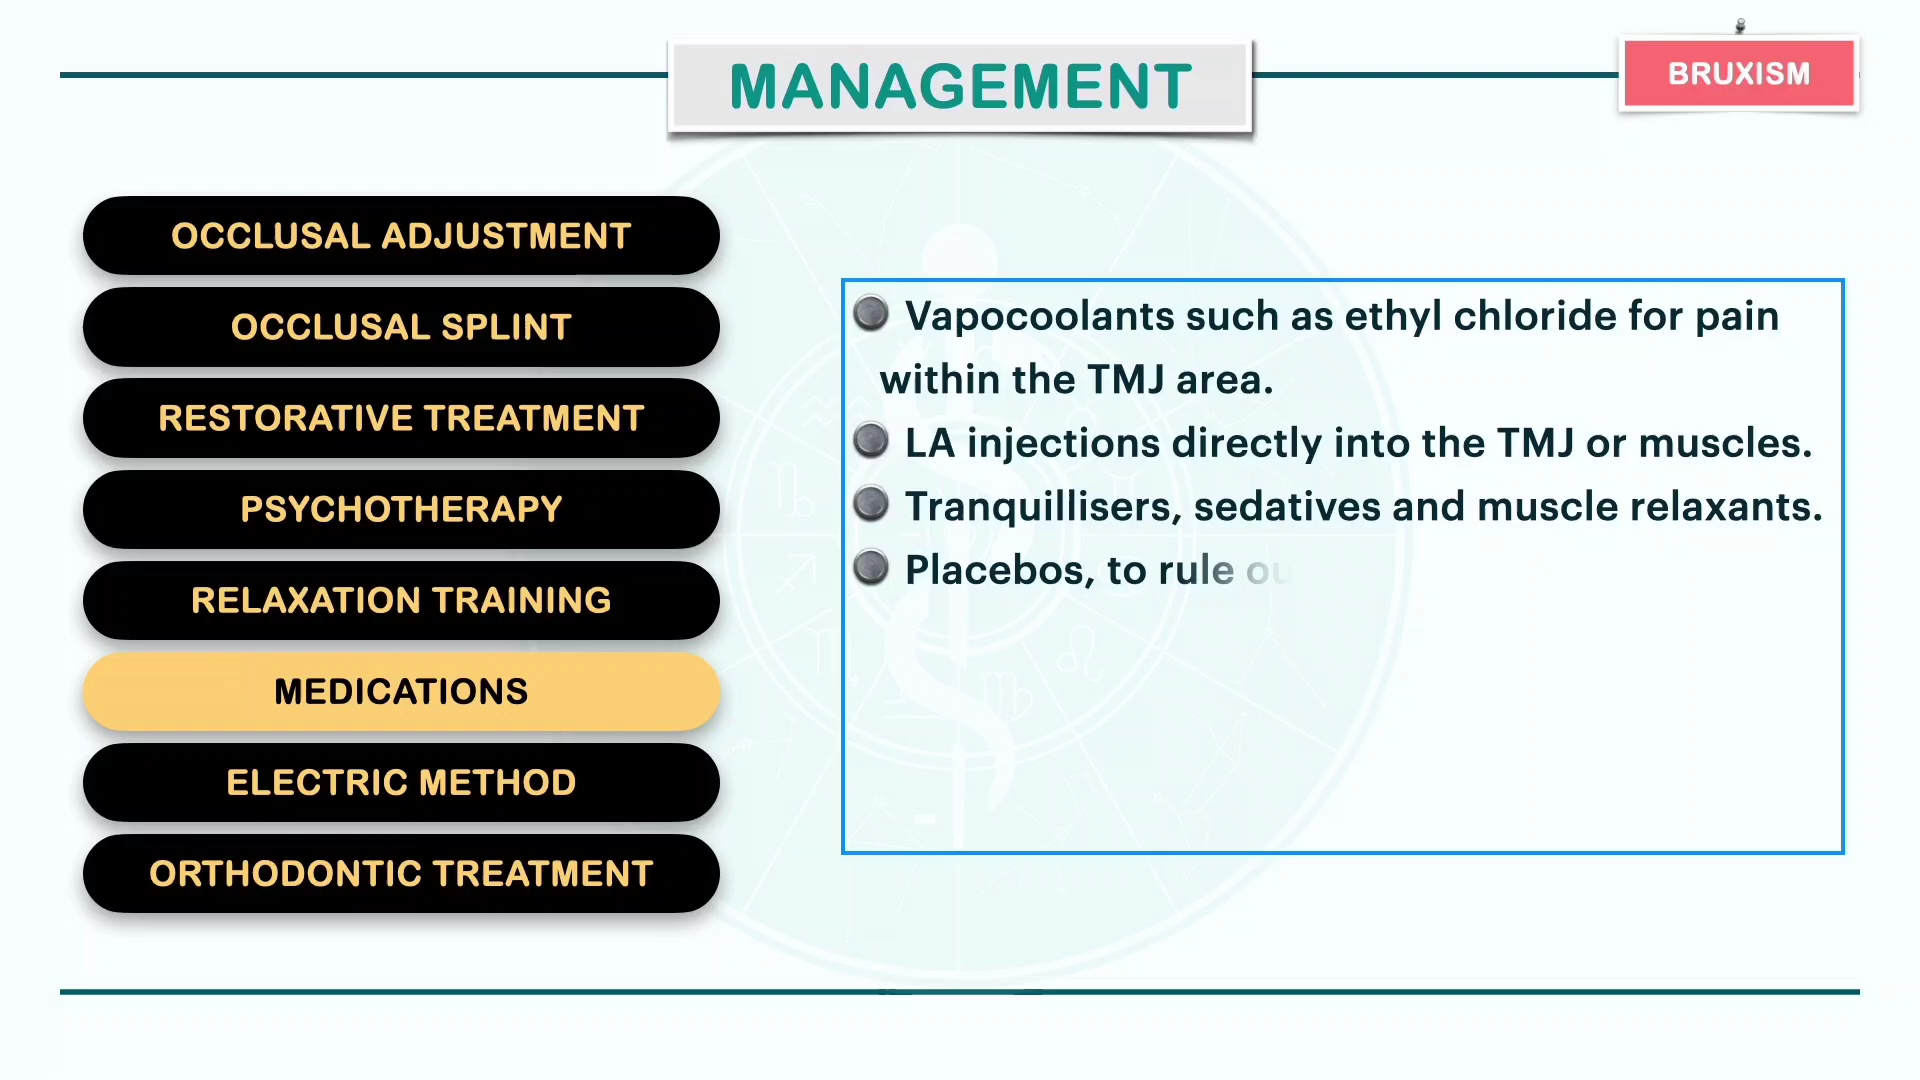 MANAGEMENT
BRUXISM
OCCLUSAL ADJUSTMENT
OCCLUSAL SPLINT
RESTORATIVE TREATMENT
PSYCHOTHERAPY
RELAXATION TRAINING
MEDICATIONS
ELECTRIC METHOD
ORTHODONTIC TREATMENT
Vapocoolants such as ethyl chloride for pain
within the TMJ area.
LA injections directly into the TMJ or muscles.
Tranquillisers, sedatives and muscle relaxants.
Placebos, to rule